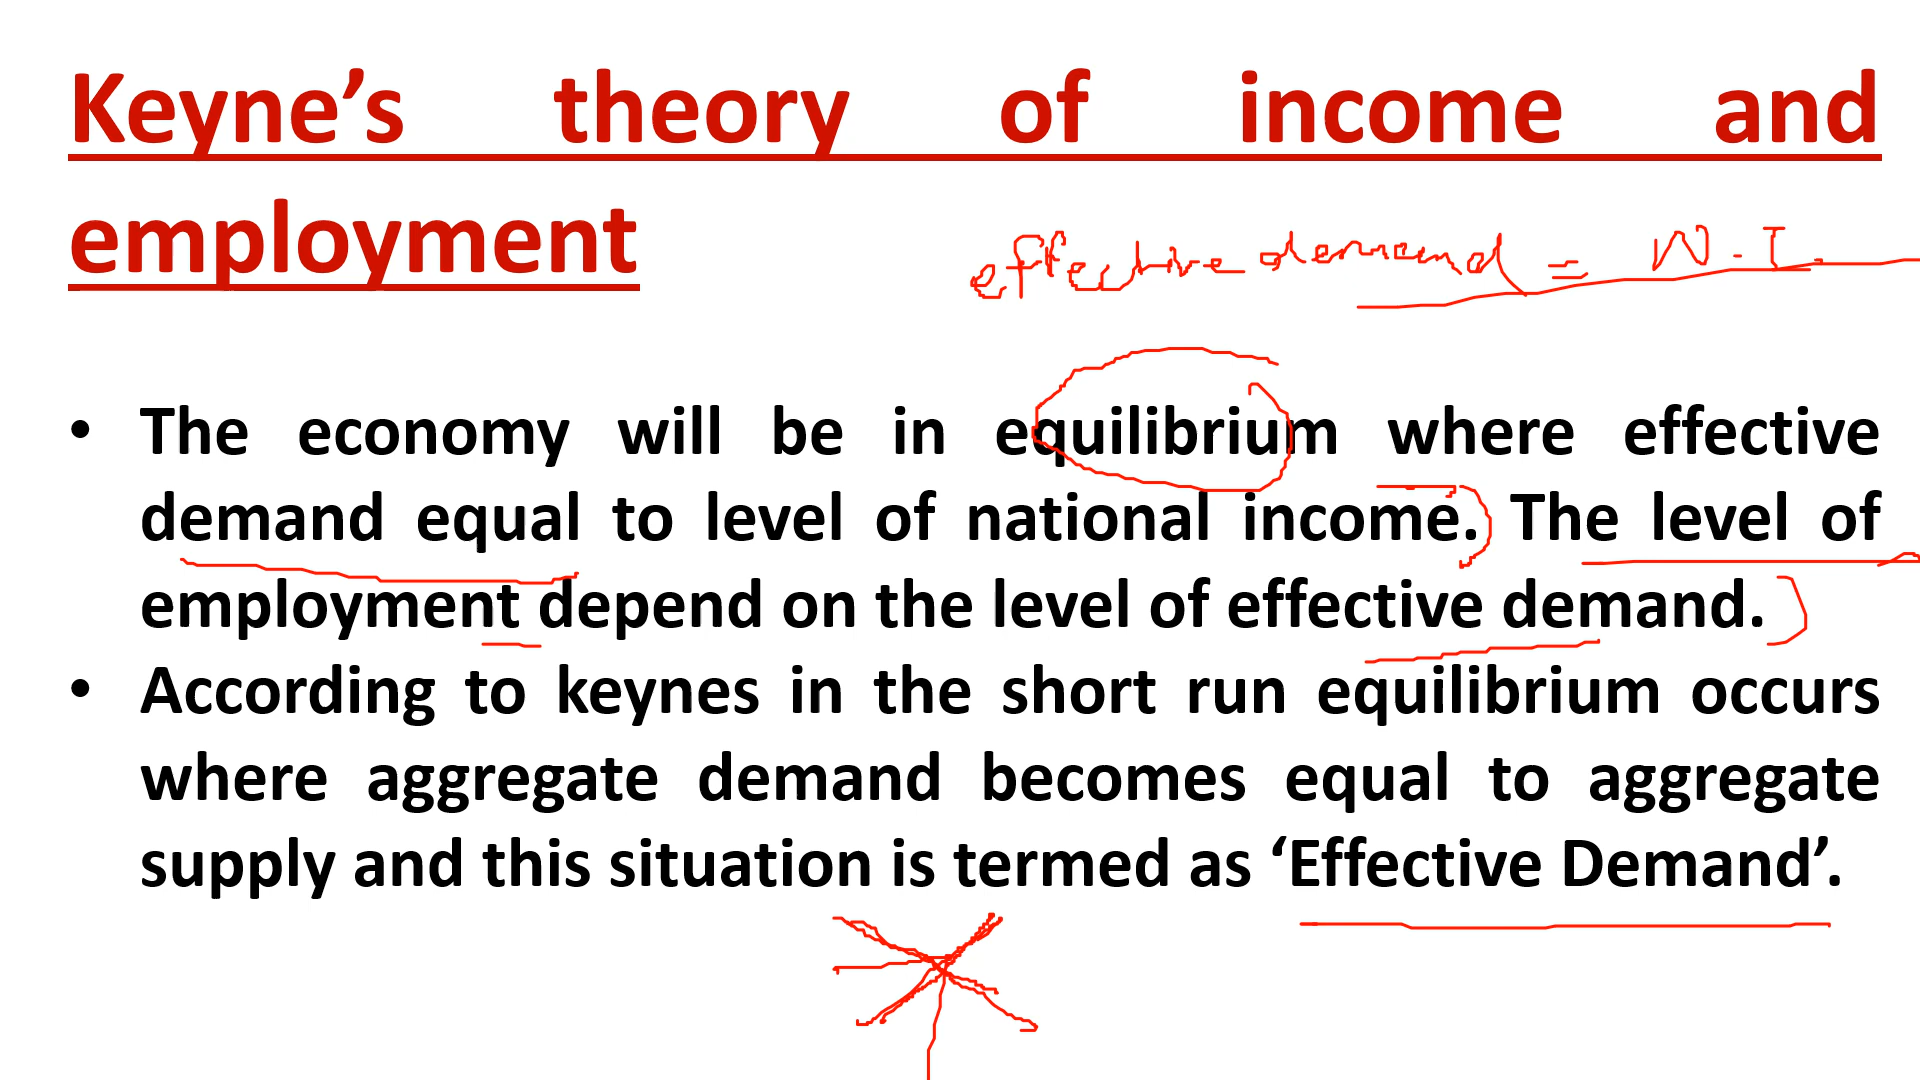 Keyne’s theory of income and
employment
effective demand = N.I.
• The economy will be in equilibrium where effective
demand equal to level of national income. The level of
employment depend on the level of effective demand.
• According to keynes in the short run equilibrium occurs
where aggregate demand becomes equal to aggregate
supply and this situation is termed as ‘Effective Demand’.